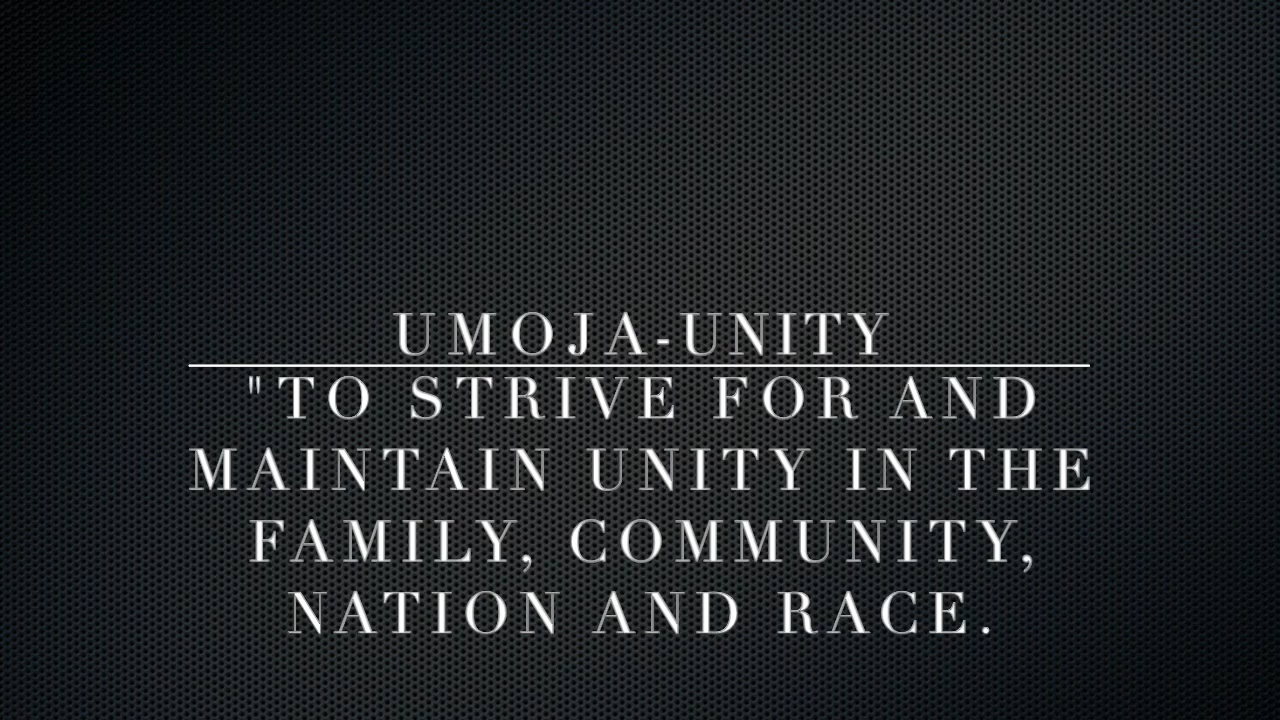 UMOJA-UNITY
"TO STRIVE FOR AND
MAINTAIN UNITY IN THE
FAMILY, COMMUNITY,
NATION AND RACE.